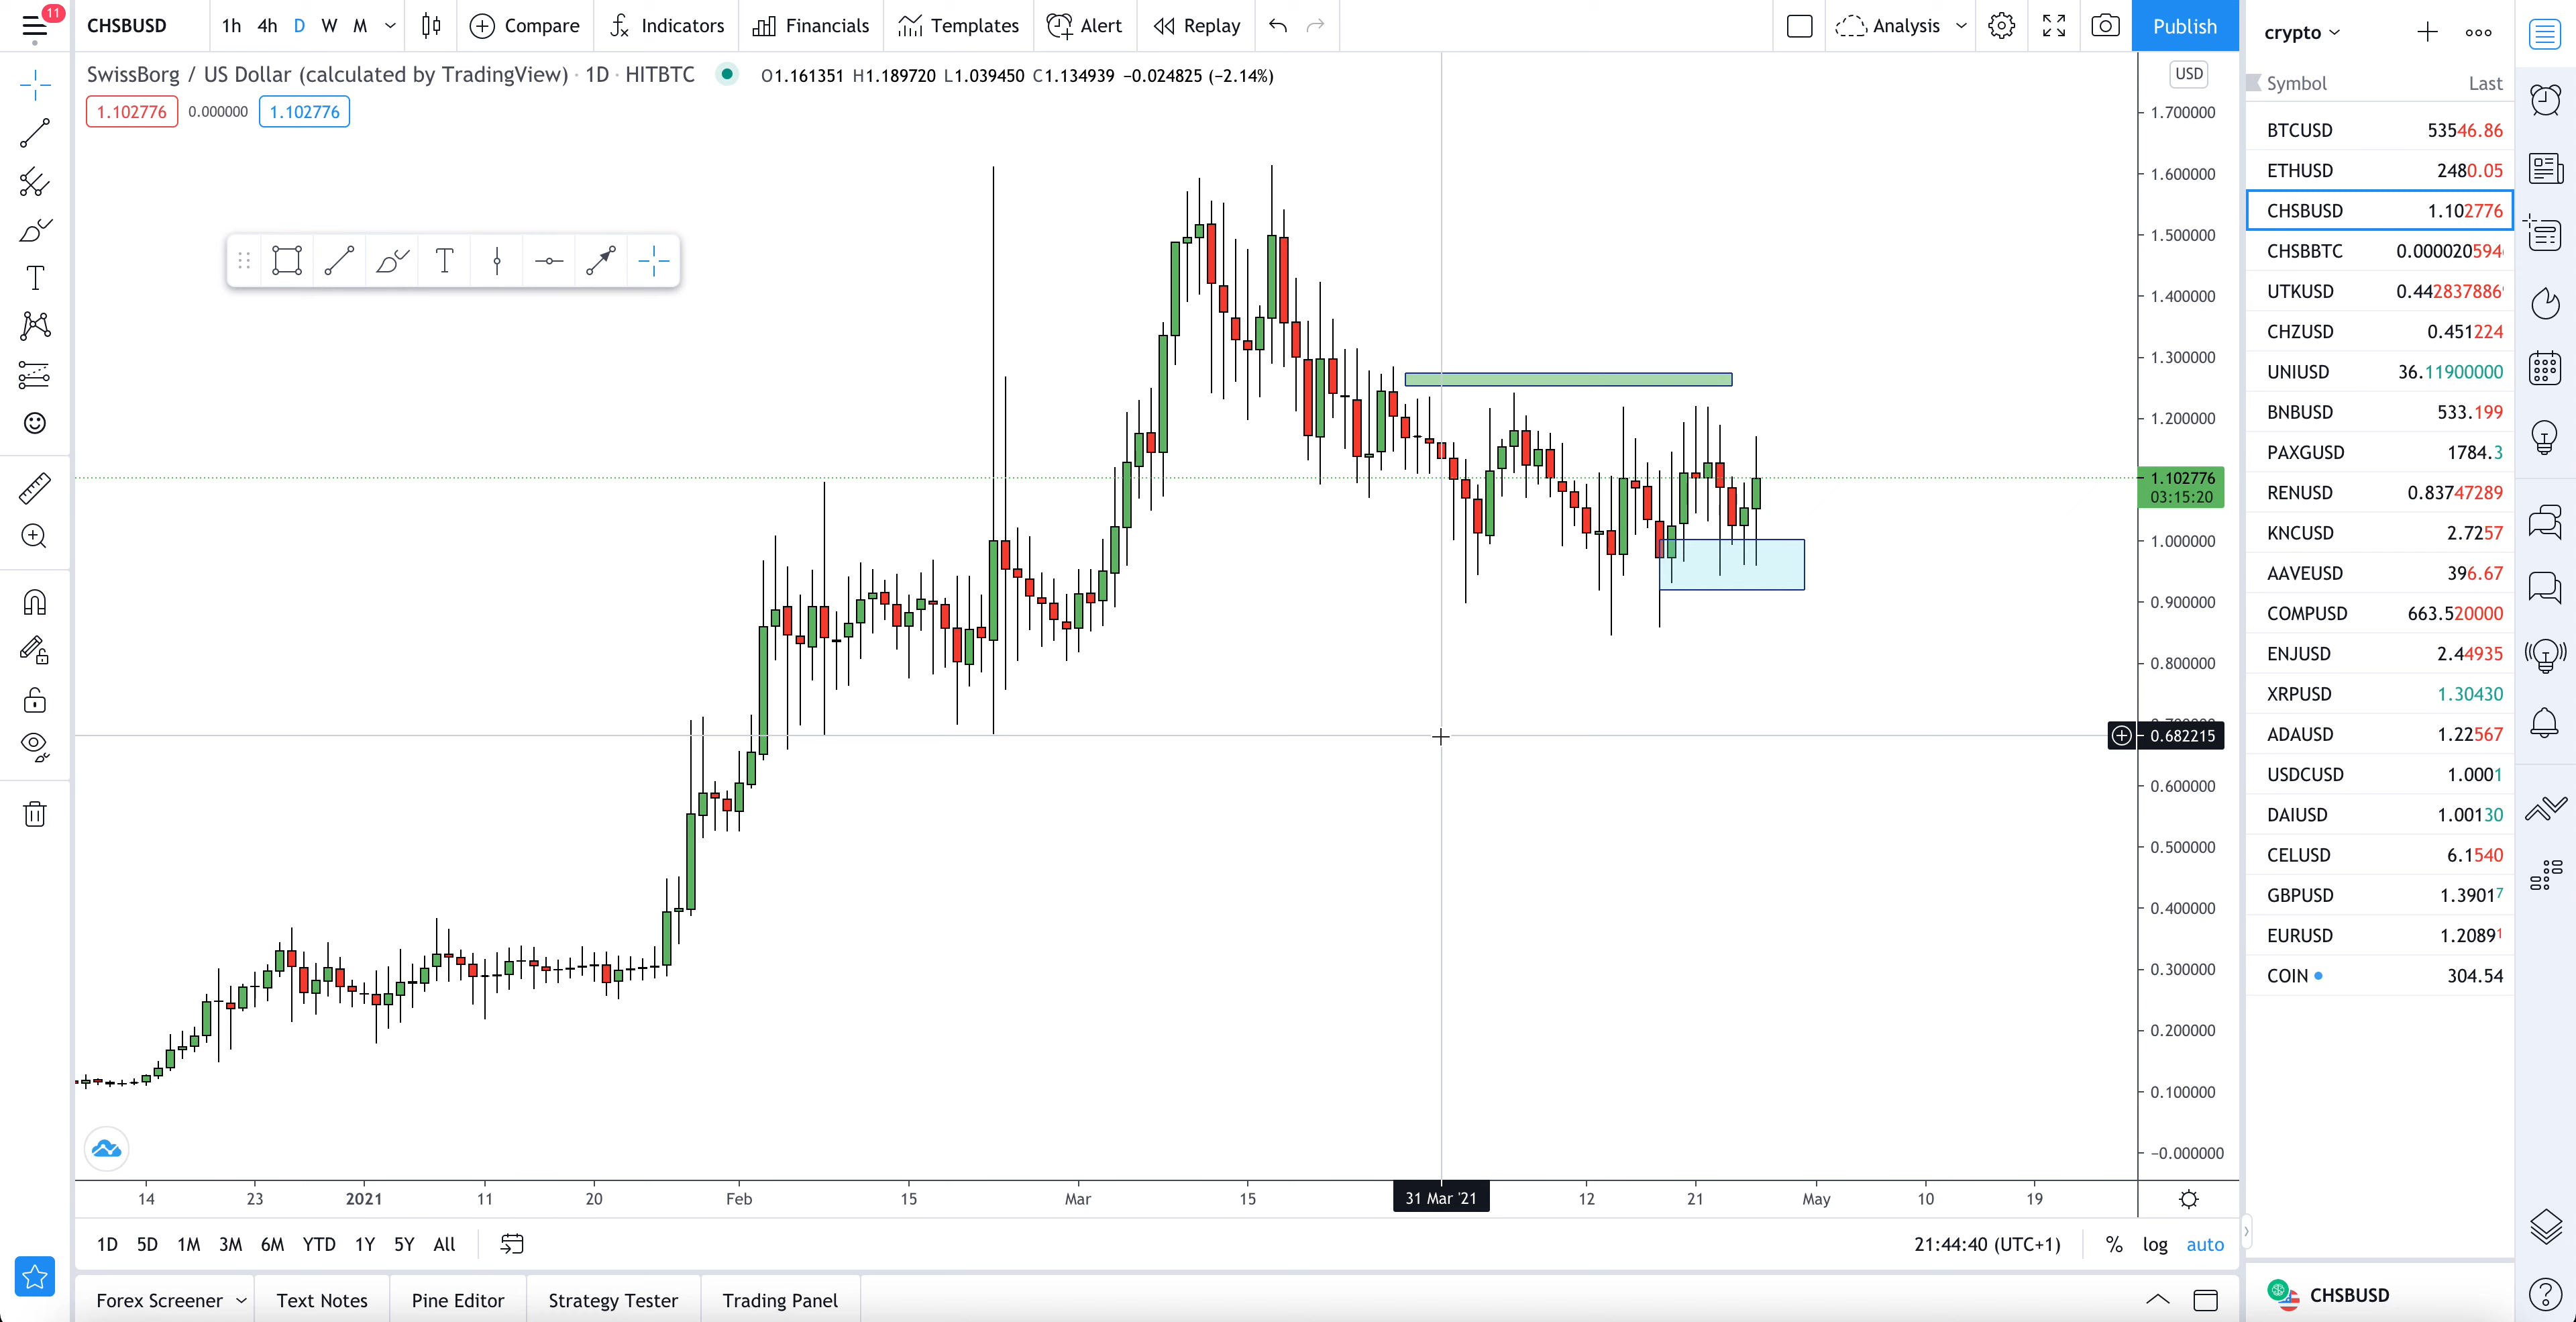 11
CHSBUSD
1h 4h D W M
Compare
Indicators
Financials
Templates
Alert
Replay
Analysis
Publish
SwissBorg / US Dollar (calculated by TradingView) · 1D · HITBTC
O1.161351 H1.189720 L1.039450 C1.134939 −0.024825 (−2.14%)
1.102776 0.000000 1.102776
T
USD
1.700000
1.600000
1.500000
1.400000
1.300000
1.200000
1.102776
03:15:20
1.000000
0.900000
0.800000
0.682215
0.600000
0.500000
0.400000
0.300000
0.200000
0.100000
−0.000000
14 23 2021 11 20 Feb 15 Mar 15 31 Mar '21 12 21 May 10 19
1D 5D 1M 3M 6M YTD 1Y 5Y All
21:44:40 (UTC+1) % log auto
Forex Screener
Text Notes
Pine Editor
Strategy Tester
Trading Panel
crypto
Symbol Last
BTCUSD 53546.86
ETHUSD 2480.05
CHSBUSD 1.102776
CHSBBTC 0.000020594
UTKUSD 0.442837886
CHZUSD 0.451224
UNIUSD 36.11900000
BNBUSD 533.199
PAXGUSD 1784.3
RENUSD 0.83747289
KNCUSD 2.7257
AAVEUSD 396.67
COMPUSD 663.520000
ENJUSD 2.44935
XRPUSD 1.30430
ADAUSD 1.22567
USDCUSD 1.0001
DAIUSD 1.00130
CELUSD 6.1540
GBPUSD 1.39017
EURUSD 1.20891
COIN 304.54
CHSBUSD